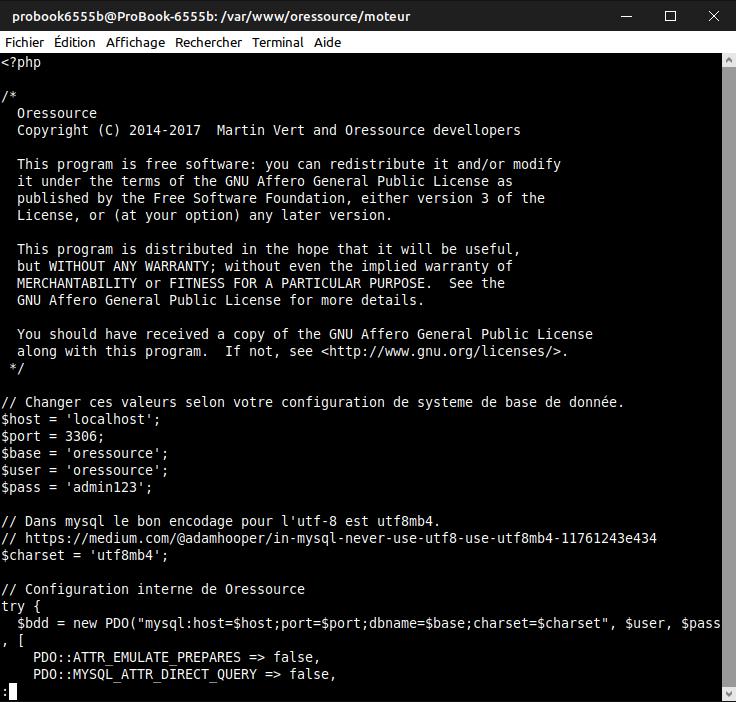 probook6555b@ProBook-6555b: /var/www/oressource/moteur
Fichier Édition Affichage Rechercher Terminal Aide
<?php
/*
  Oressource
  Copyright (C) 2014-2017  Martin Vert and Oressource devellopers
  This program is free software: you can redistribute it and/or modify
  it under the terms of the GNU Affero General Public License as
  published by the Free Software Foundation, either version 3 of the
  License, or (at your option) any later version.
  This program is distributed in the hope that it will be useful,
  but WITHOUT ANY WARRANTY; without even the implied warranty of
  MERCHANTABILITY or FITNESS FOR A PARTICULAR PURPOSE.  See the
  GNU Affero General Public License for more details.
  You should have received a copy of the GNU Affero General Public License
  along with this program.  If not, see <http://www.gnu.org/licenses/>.
 */
// Changer ces valeurs selon votre configuration de systeme de base de donnée.
$host = 'localhost';
$port = 3306;
$base = 'oressource';
$user = 'oressource';
$pass = 'admin123';
// Dans mysql le bon encodage pour l'utf-8 est utf8mb4.
// https://medium.com/@adamhooper/in-mysql-never-use-utf8-use-utf8mb4-11761243e434
$charset = 'utf8mb4';
// Configuration interne de Oressource
try {
  $bdd = new PDO("mysql:host=$host;port=$port;dbname=$base;charset=$charset", $user, $pass
, [
    PDO::ATTR_EMULATE_PREPARES => false,
    PDO::MYSQL_ATTR_DIRECT_QUERY => false,
: